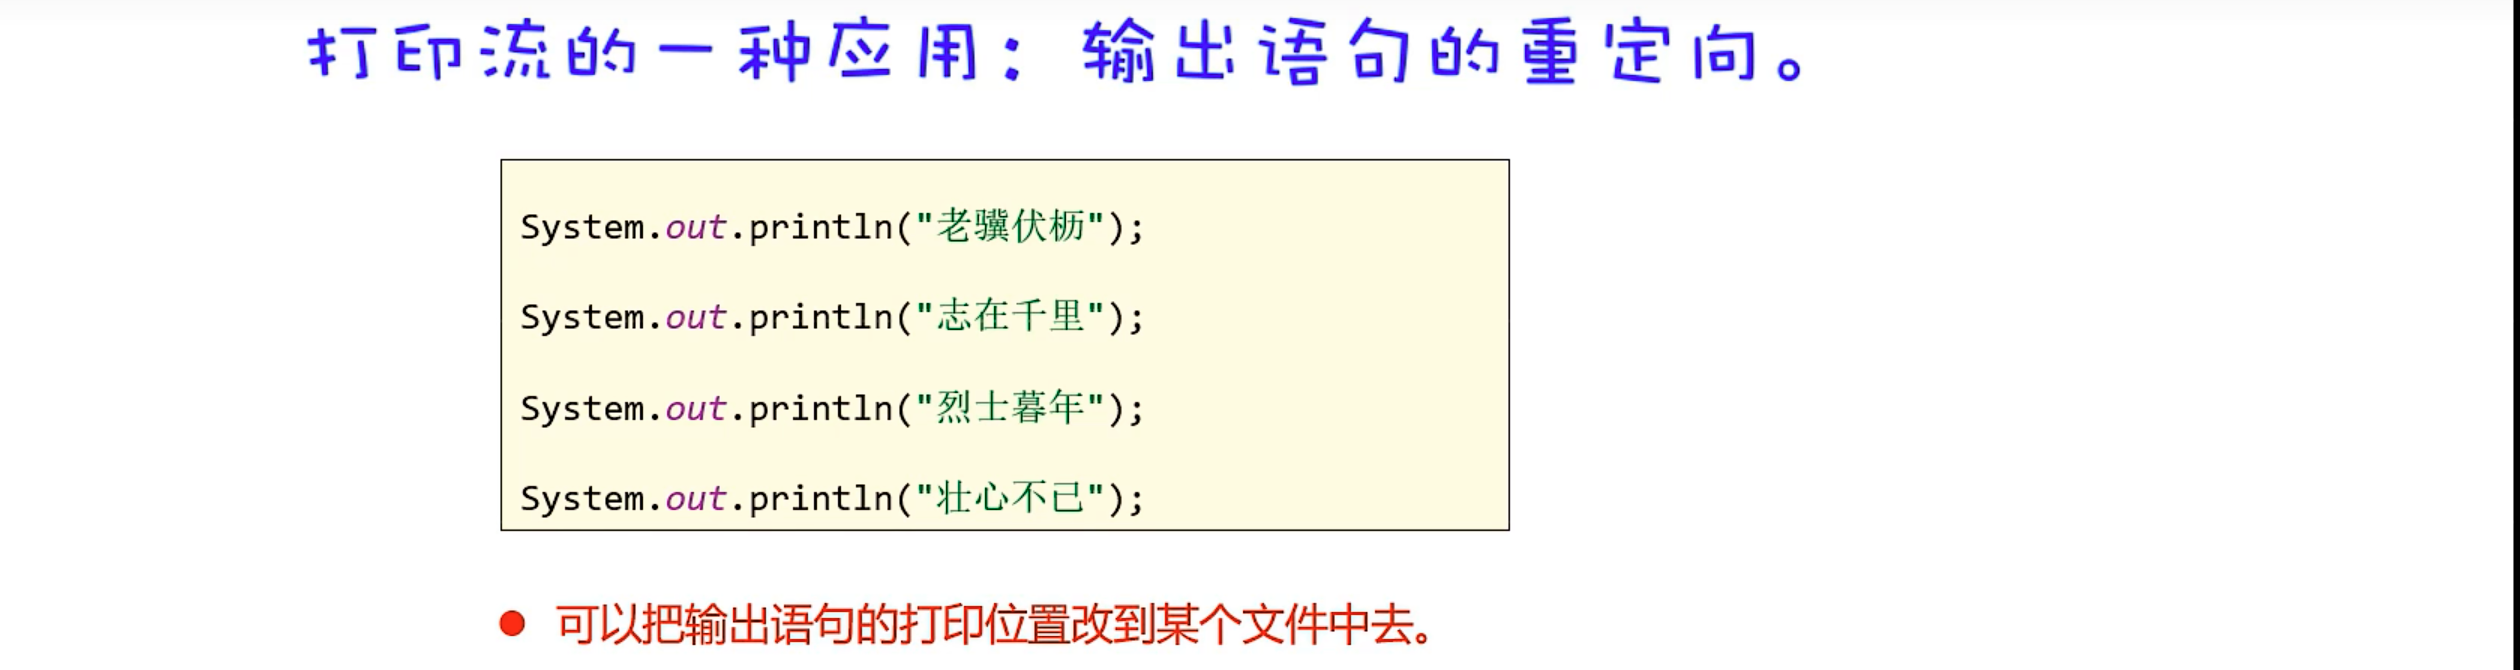 打印流的一种应用：输出语句的重定向。
System.out.println("老骥伏枥");
System.out.println("志在千里");
System.out.println("烈士暮年");
System.out.println("壮心不已");
● 可以把输出语句的打印位置改到某个文件中去。